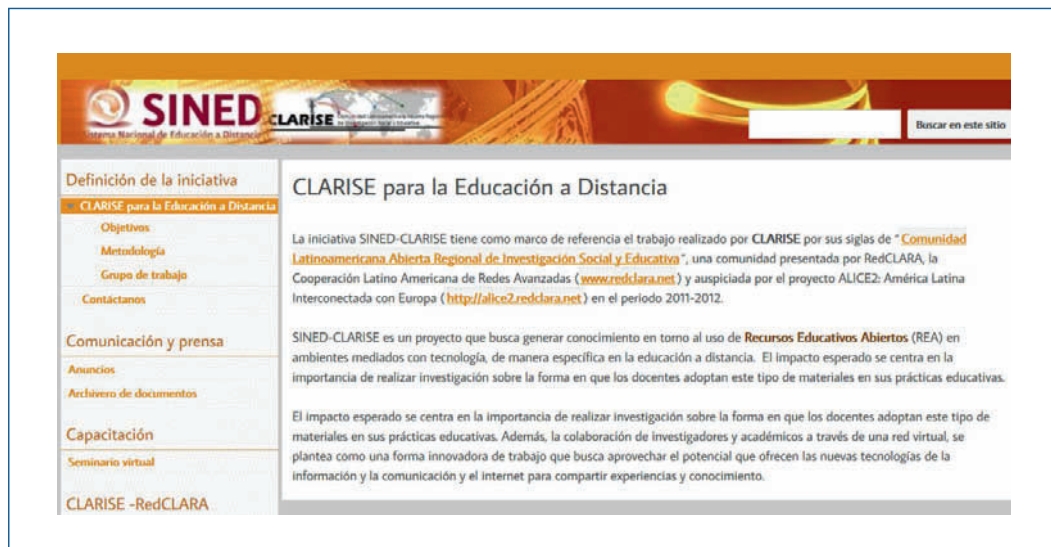 SINED
Sistema Nacional de Educación a Distancia
CLARISE
Buscar en este sitio
Definición de la iniciativa
CLARISE para la Educación a Distancia
Objetivos
Metodología
Grupo de trabajo
Contáctanos
Comunicación y prensa
Anuncios
Archivero de documentos
Capacitación
Seminario virtual
CLARISE -RedCLARA
CLARISE para la Educación a Distancia
La iniciativa SINED-CLARISE tiene como marco de referencia el trabajo realizado por CLARISE por sus siglas de "Comunidad
Latinoamericana Abierta Regional de Investigación Social y Educativa", una comunidad presentada por RedCLARA, la
Cooperación Latino Americana de Redes Avanzadas (www.redclara.net) y auspiciada por el proyecto ALICE2: América Latina
Interconectada con Europa (http://alice2.redclara.net) en el periodo 2011-2012.
SINED-CLARISE es un proyecto que busca generar conocimiento en torno al uso de Recursos Educativos Abiertos (REA) en
ambientes mediados con tecnología, de manera específica en la educación a distancia. El impacto esperado se centra en la
importancia de realizar investigación sobre la forma en que los docentes adoptan este tipo de materiales en sus prácticas educativas.
El impacto esperado se centra en la importancia de realizar investigación sobre la forma en que los docentes adoptan este tipo de
materiales en sus prácticas educativas. Además, la colaboración de investigadores y académicos a través de una red virtual, se
plantea como una forma innovadora de trabajo que busca aprovechar el potencial que ofrecen las nuevas tecnologías de la
información y la comunicación y el internet para compartir experiencias y conocimiento.